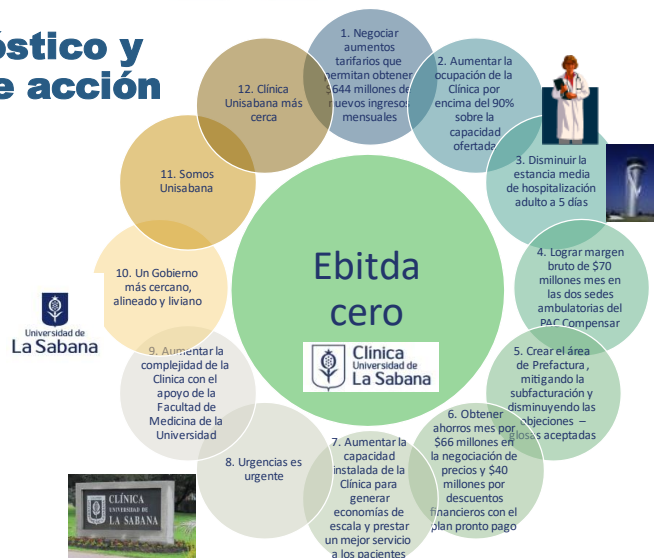 óstico y
e acción
1. Negociar
aumentos
tarifarios que
permitan obtener
$644 millones de
nuevos ingresos
mensuales
2. Aumentar la
ocupación de la
Clínica por
encima del 90%
sobre la
capacidad
ofertada
3. Disminuir la
estancia media
de hospitalización
adulto a 5 días
4. Lograr margen
bruto de $70
millones mes en
las dos sedes
ambulatorias del
PAC Compensar
5. Crear el área
de Prefactura ,
mitigando la
subfacturación y
disminuyendo las
objeciones –
glosas aceptadas
6. Obtener
ahorros mes por
$66 millones en
la negociación de
precios y $40
millones por
descuentos
financieros con el
plan pronto pago
7. Aumentar la
capacidad
instalada de la
Clínica para
generar
economías de
escala y prestar
un mejor servicio
a los pacientes
8. Urgencias es
urgente
9. Aumentar la
complejidad de la
Clinica con el
apoyo de la
Facultad de
Medicina de la
Universidad
10. Un Gobierno
más cercano,
alineado y liviano
11. Somos
Unisabana
12. Clínica
Unisabana más
cerca
Ebitda
cero
Clínica
Universidad de
La Sabana
Universidad de
La Sabana
CLÍNICA
UNIVERSIDAD DE
LA SABANA